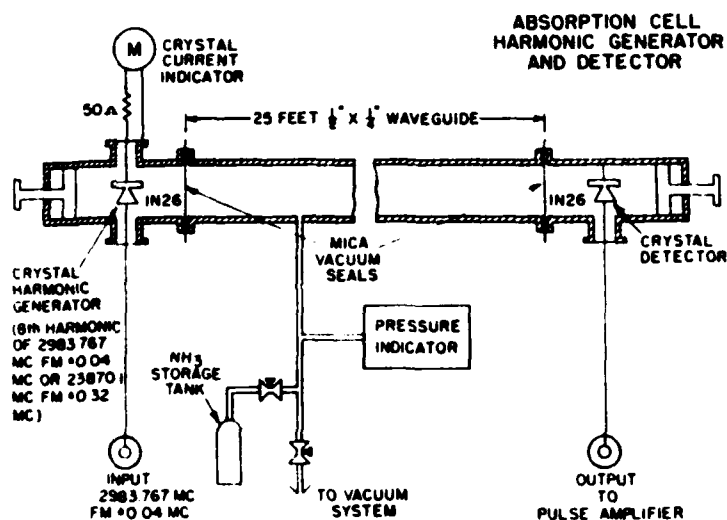 ABSORPTION CELL
HARMONIC GENERATOR
AND DETECTOR
M
CRYSTAL
CURRENT
INDICATOR
50Ω
25 FEET ½" X ¼" WAVEGUIDE
IN26
IN26
MICA
VACUUM
SEALS
CRYSTAL
DETECTOR
CRYSTAL
HARMONIC
GENERATOR
(8th HARMONIC
OF 2983.767
MC FM ±0.04
MC OR 23870.1
MC FM ±0.32
MC)
PRESSURE
INDICATOR
NH3
STORAGE
TANK
INPUT
2983.767 MC
FM ±0.04 MC
TO VACUUM
SYSTEM
OUTPUT
TO
PULSE AMPLIFIER